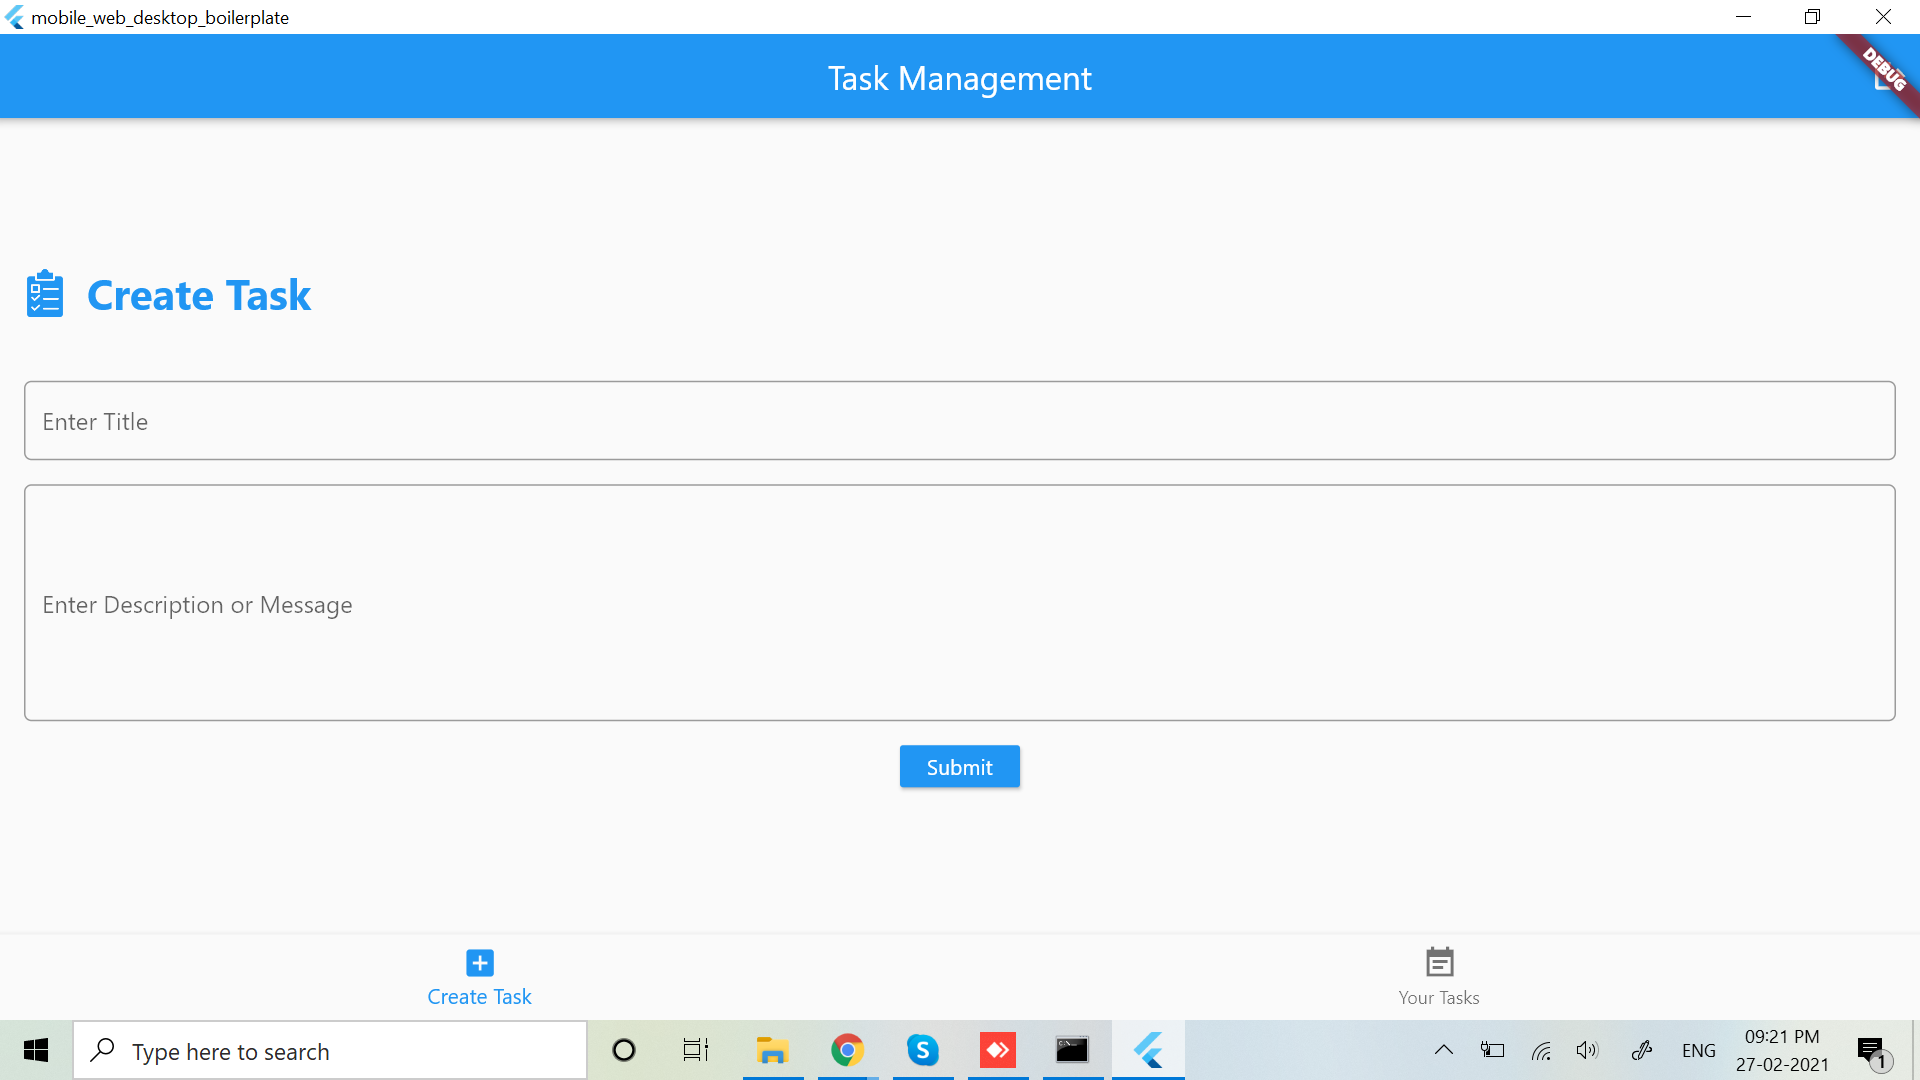 mobile_web_desktop_boilerplate
Task Management
DEBUG
Create Task
Enter Title
Enter Description or Message
Submit
Create Task
Your Tasks
Type here to search
S
C:\
ENG
09:21 PM
27-02-2021
1